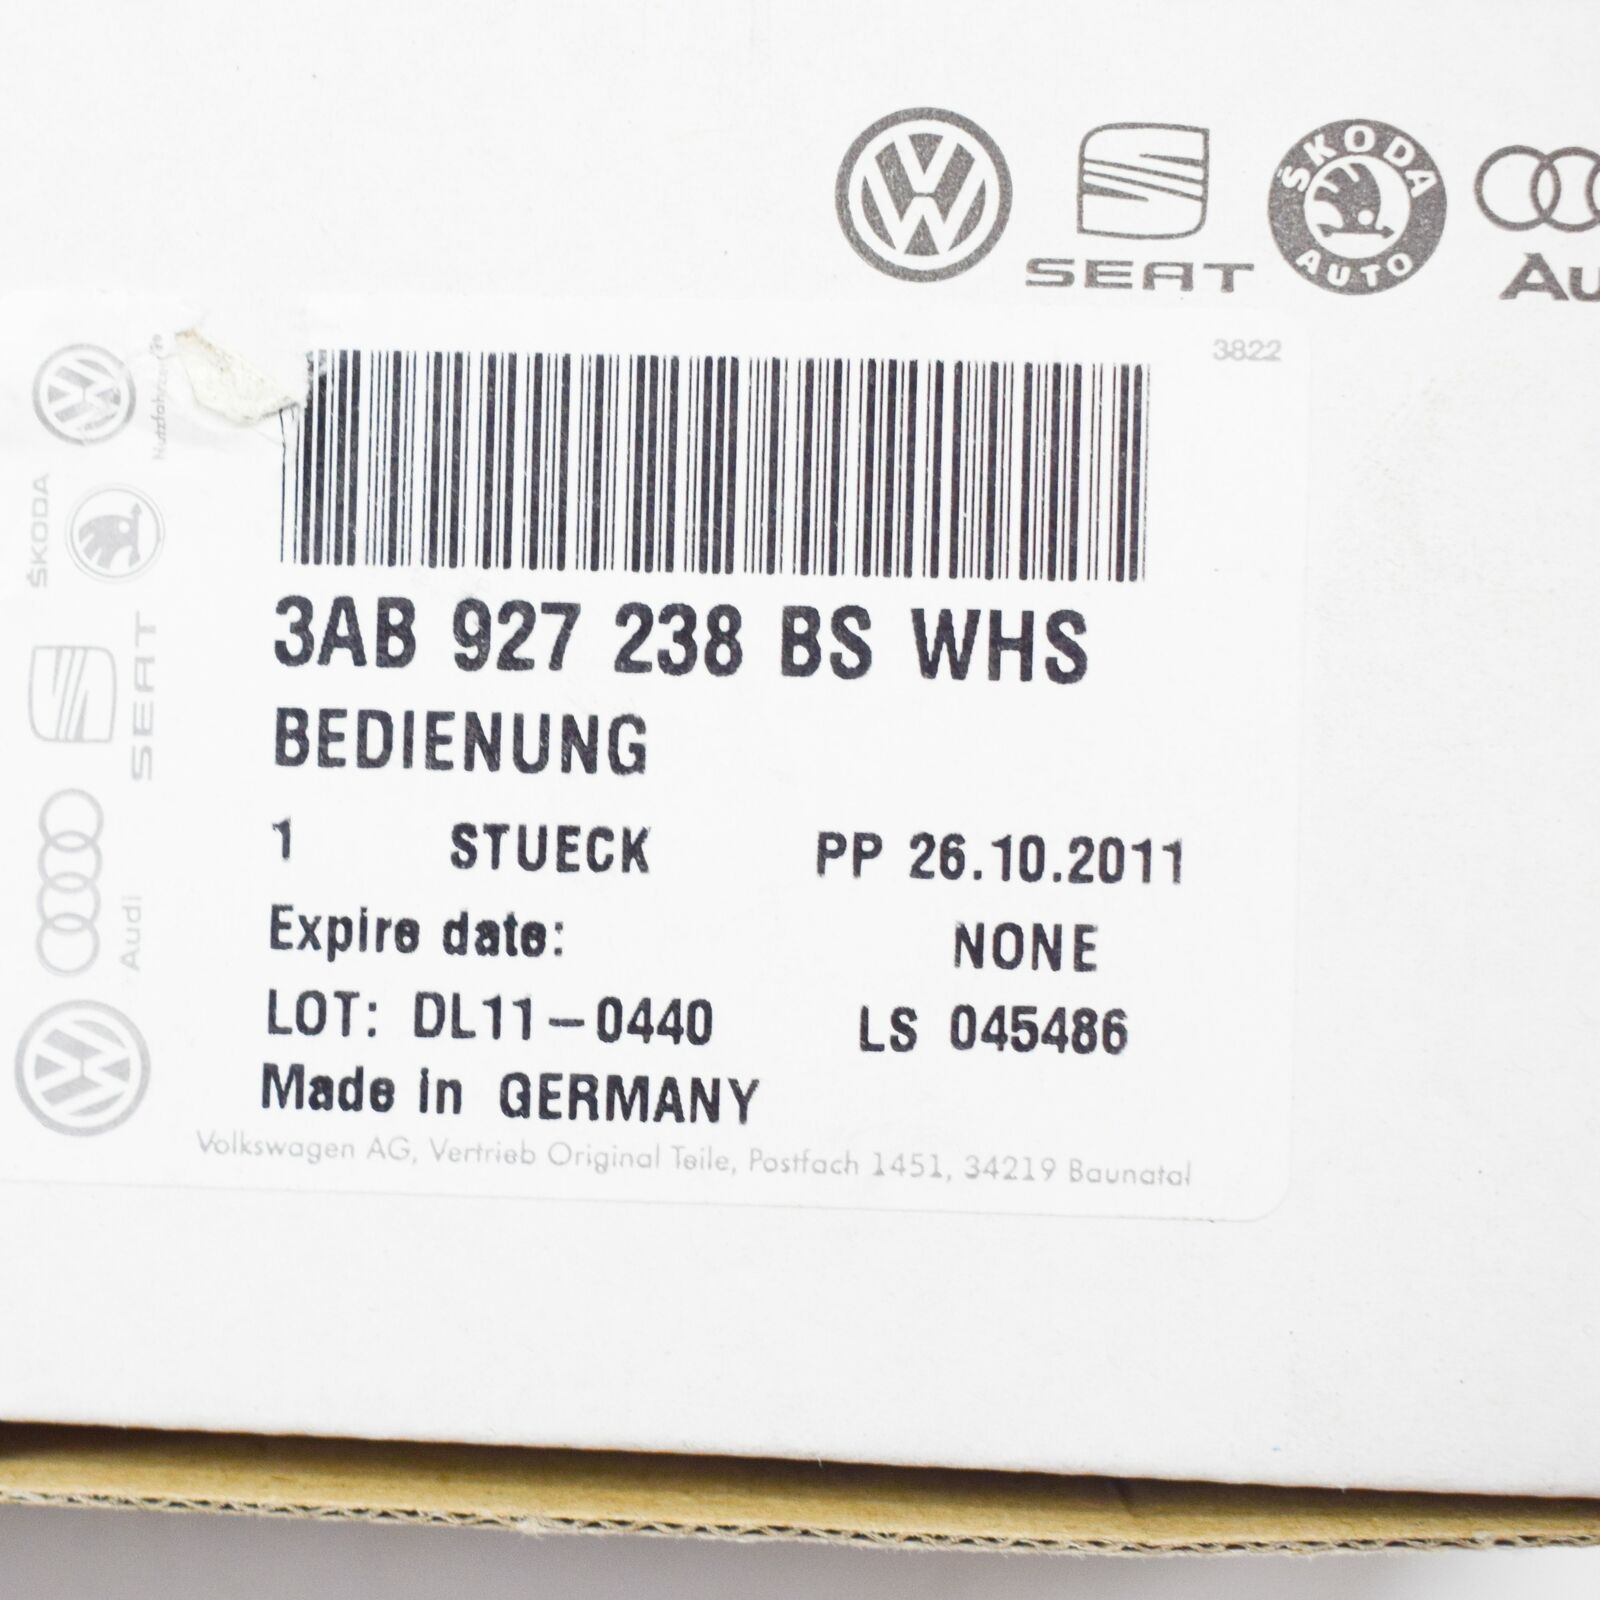 SEAT
ŠKODA
AUTO
3822
ŠKODA
SEAT
Audi
3AB 927 238 BS WHS
BEDIENUNG
1 STUECK PP 26.10.2011
Expire date: NONE
LOT: DL11-0440 LS 045486
Made in GERMANY
Volkswagen AG, Vertrieb Original Teile, Postfach 1451, 34219 Baunatal